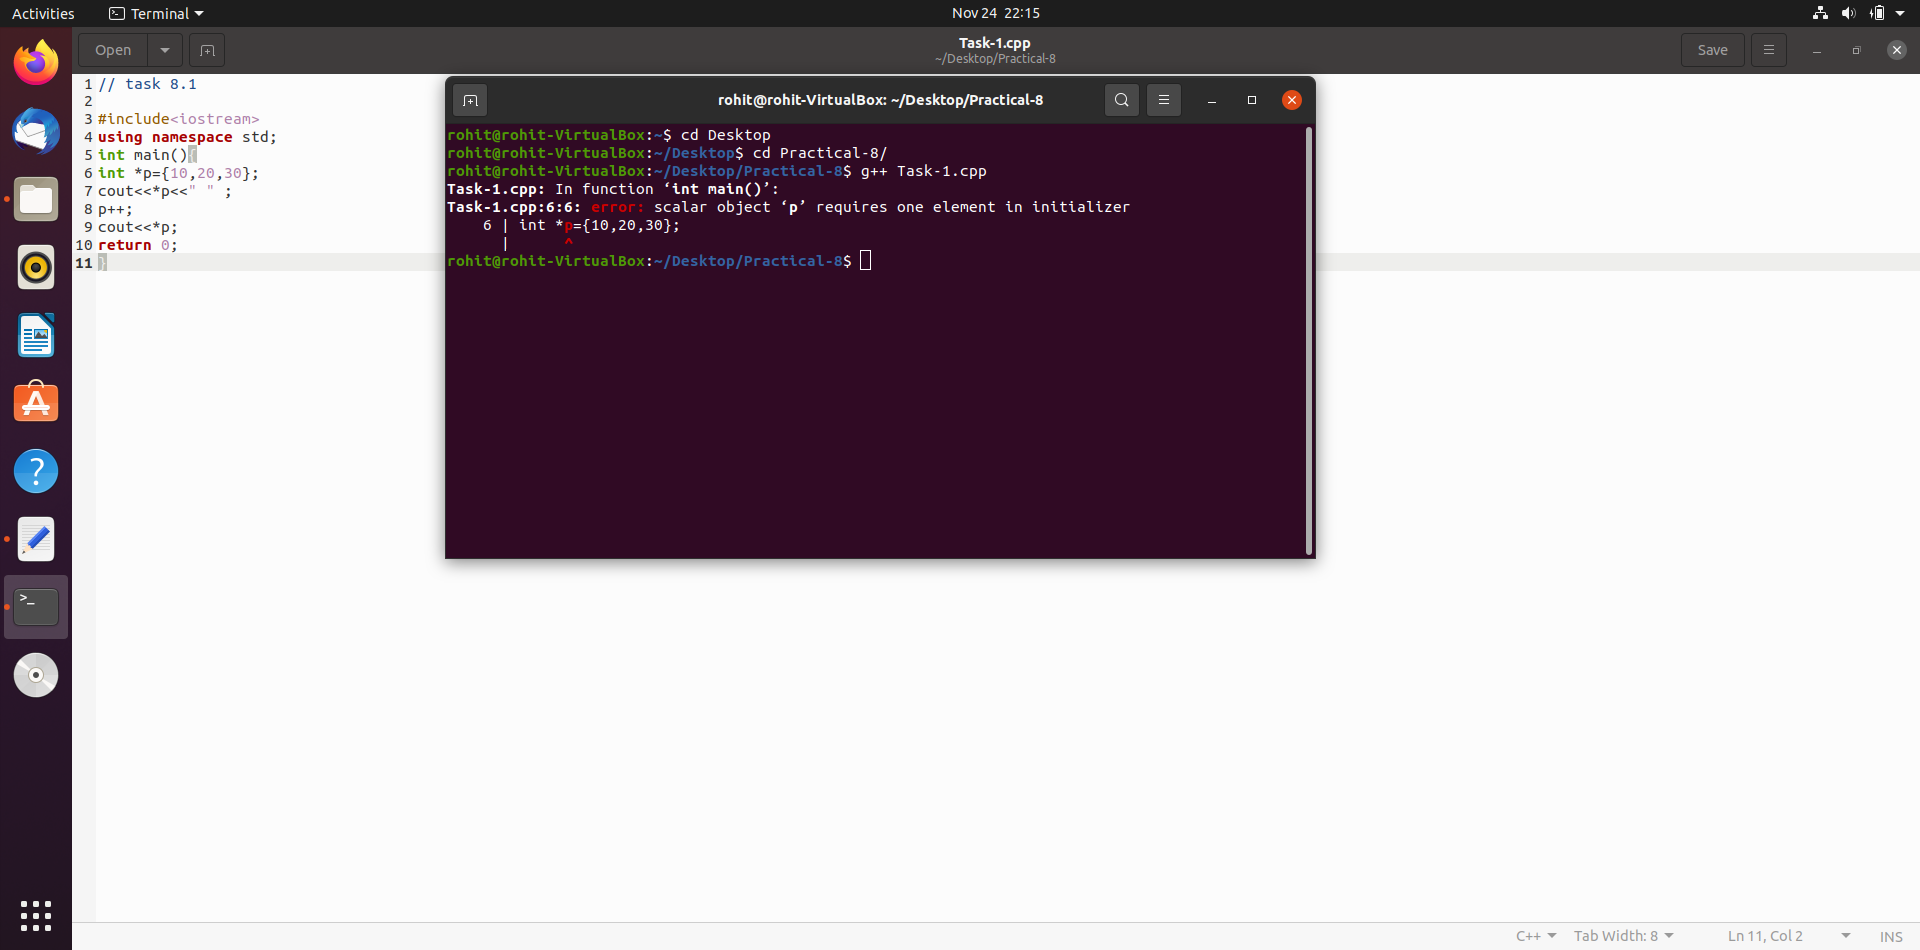 Activities
Terminal
Nov 24 22:15
Open
Task-1.cpp
~/Desktop/Practical-8
Save
1 // task 8.1
2
3 #include<iostream>
4 using namespace std;
5 int main(){
6 int *p={10,20,30};
7 cout<<*p<<" " ;
8 p++;
9 cout<<*p;
10 return 0;
11 }
rohit@rohit-VirtualBox: ~/Desktop/Practical-8
rohit@rohit-VirtualBox:~$ cd Desktop
rohit@rohit-VirtualBox:~/Desktop$ cd Practical-8/
rohit@rohit-VirtualBox:~/Desktop/Practical-8$ g++ Task-1.cpp
Task-1.cpp: In function ‘int main()’:
Task-1.cpp:6:6: error: scalar object ‘p’ requires one element in initializer
    6 | int *p={10,20,30};
      |      ^
rohit@rohit-VirtualBox:~/Desktop/Practical-8$
C++
Tab Width: 8
Ln 11, Col 2
INS